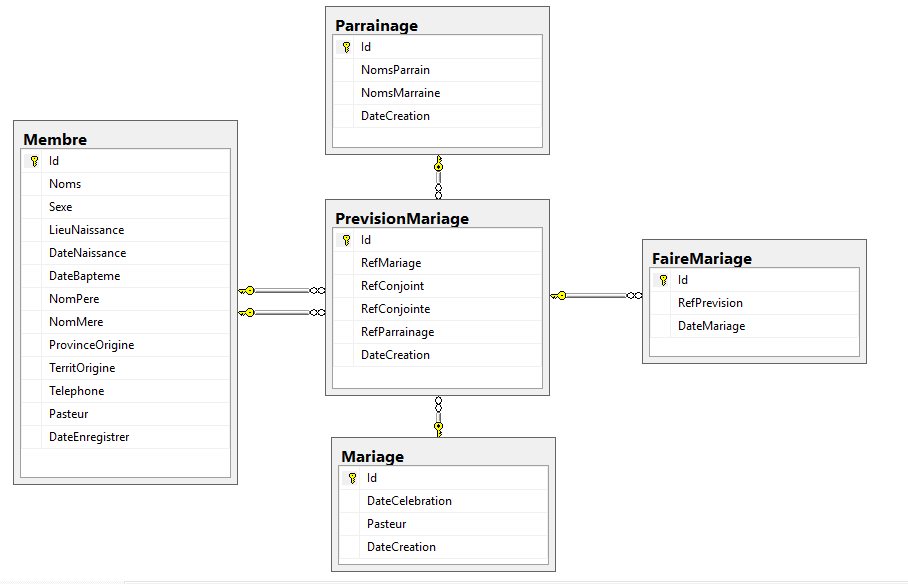 Parrainage
Id
NomsParrain
NomsMarraine
DateCreation
Membre
Id
Noms
Sexe
LieuNaissance
DateNaissance
DateBapteme
NomPere
NomMere
ProvinceOrigine
TerritOrigine
Telephone
Pasteur
DateEnregistrer
PrevisionMariage
Id
RefMariage
RefConjoint
RefConjointe
RefParrainage
DateCreation
FaireMariage
Id
RefPrevision
DateMariage
Mariage
Id
DateCelebration
Pasteur
DateCreation